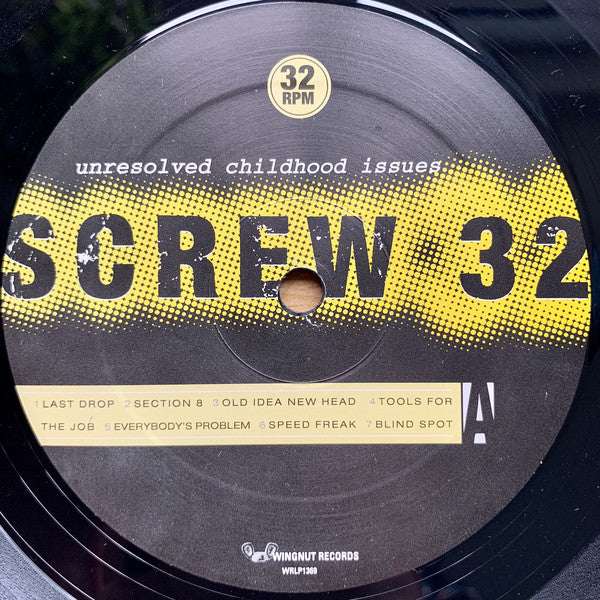 32
RPM
unresolved childhood issues
SCREW 32
1 LAST DROP 2 SECTION 8 3 OLD IDEA NEW HEAD 4 TOOLS FOR
THE JOB 5 EVERYBODY'S PROBLEM 6 SPEED FREAK 7 BLIND SPOT
A
WINGNUT RECORDS
WRLP1369